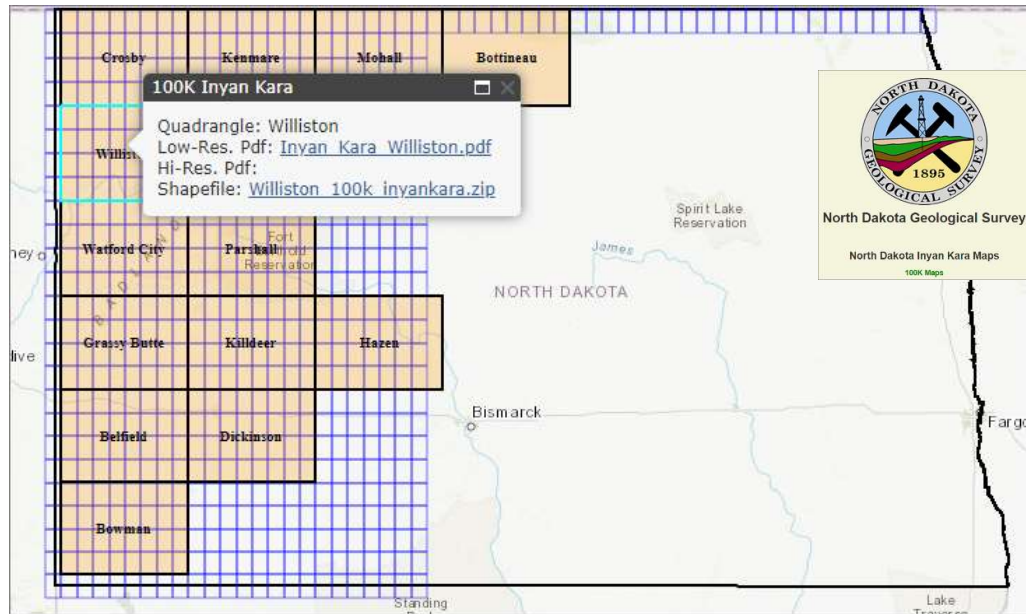 Crosby
Kenmare
Mohall
Bottineau
100K Inyan Kara
Quadrangle: Williston
Low-Res. Pdf: Inyan_Kara_Williston.pdf
Hi-Res. Pdf:
Shapefile: Williston_100k_inyankara.zip
NORTH DAKOTA
GEOLOGICAL SURVEY
1895
North Dakota Geological Survey
North Dakota Inyan Kara Maps
100K Maps
Spirit Lake
Reservation
James
NORTH DAKOTA
Watford City
Parshall
Fort
Reservation
BADLANDS
Grassy Butte
Killdeer
Hazen
Bismarck
Fargo
Belfield
Dickinson
Bowman
Standing
Lake